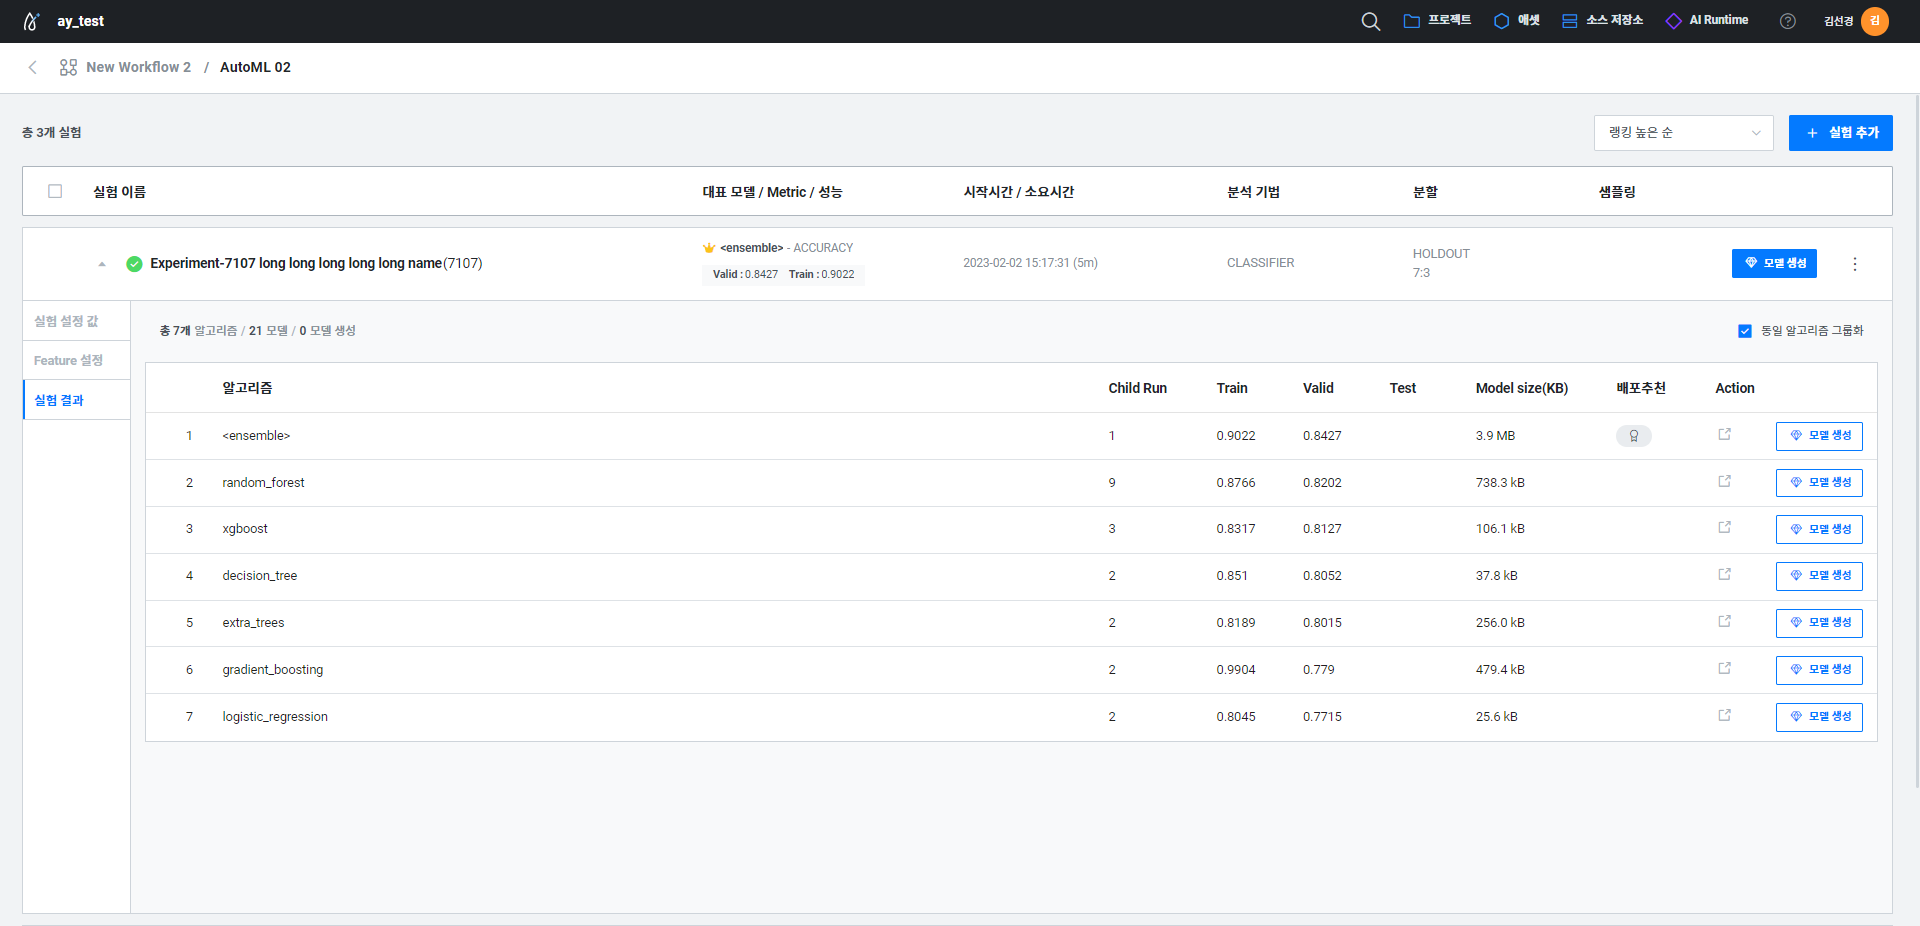 ay_test
프로젝트 애셋 소스 저장소 AI Runtime ? 김선경 김
New Workflow 2 / AutoML 02
총 3개 실험
랭킹 높은 순
+ 실험 추가
실험 이름 대표 모델 / Metric / 성능 시작시간 / 소요시간 분석 기법 분할 샘플링
Experiment-7107 long long long long long name(7107)
<ensemble> - ACCURACY
Valid : 0.8427 Train : 0.9022
2023-02-02 15:17:31 (5m)
CLASSIFIER
HOLDOUT
7:3
모델 생성
실험 설정 값
Feature 설정
실험 결과
총 7개 알고리즘 / 21 모델 / 0 모델 생성
동일 알고리즘 그룹화
알고리즘 Child Run Train Valid Test Model size(KB) 배포추천 Action
1 <ensemble> 1 0.9022 0.8427 3.9 MB 모델 생성
2 random_forest 9 0.8766 0.8202 738.3 kB 모델 생성
3 xgboost 3 0.8317 0.8127 106.1 kB 모델 생성
4 decision_tree 2 0.851 0.8052 37.8 kB 모델 생성
5 extra_trees 2 0.8189 0.8015 256.0 kB 모델 생성
6 gradient_boosting 2 0.9904 0.779 479.4 kB 모델 생성
7 logistic_regression 2 0.8045 0.7715 25.6 kB 모델 생성